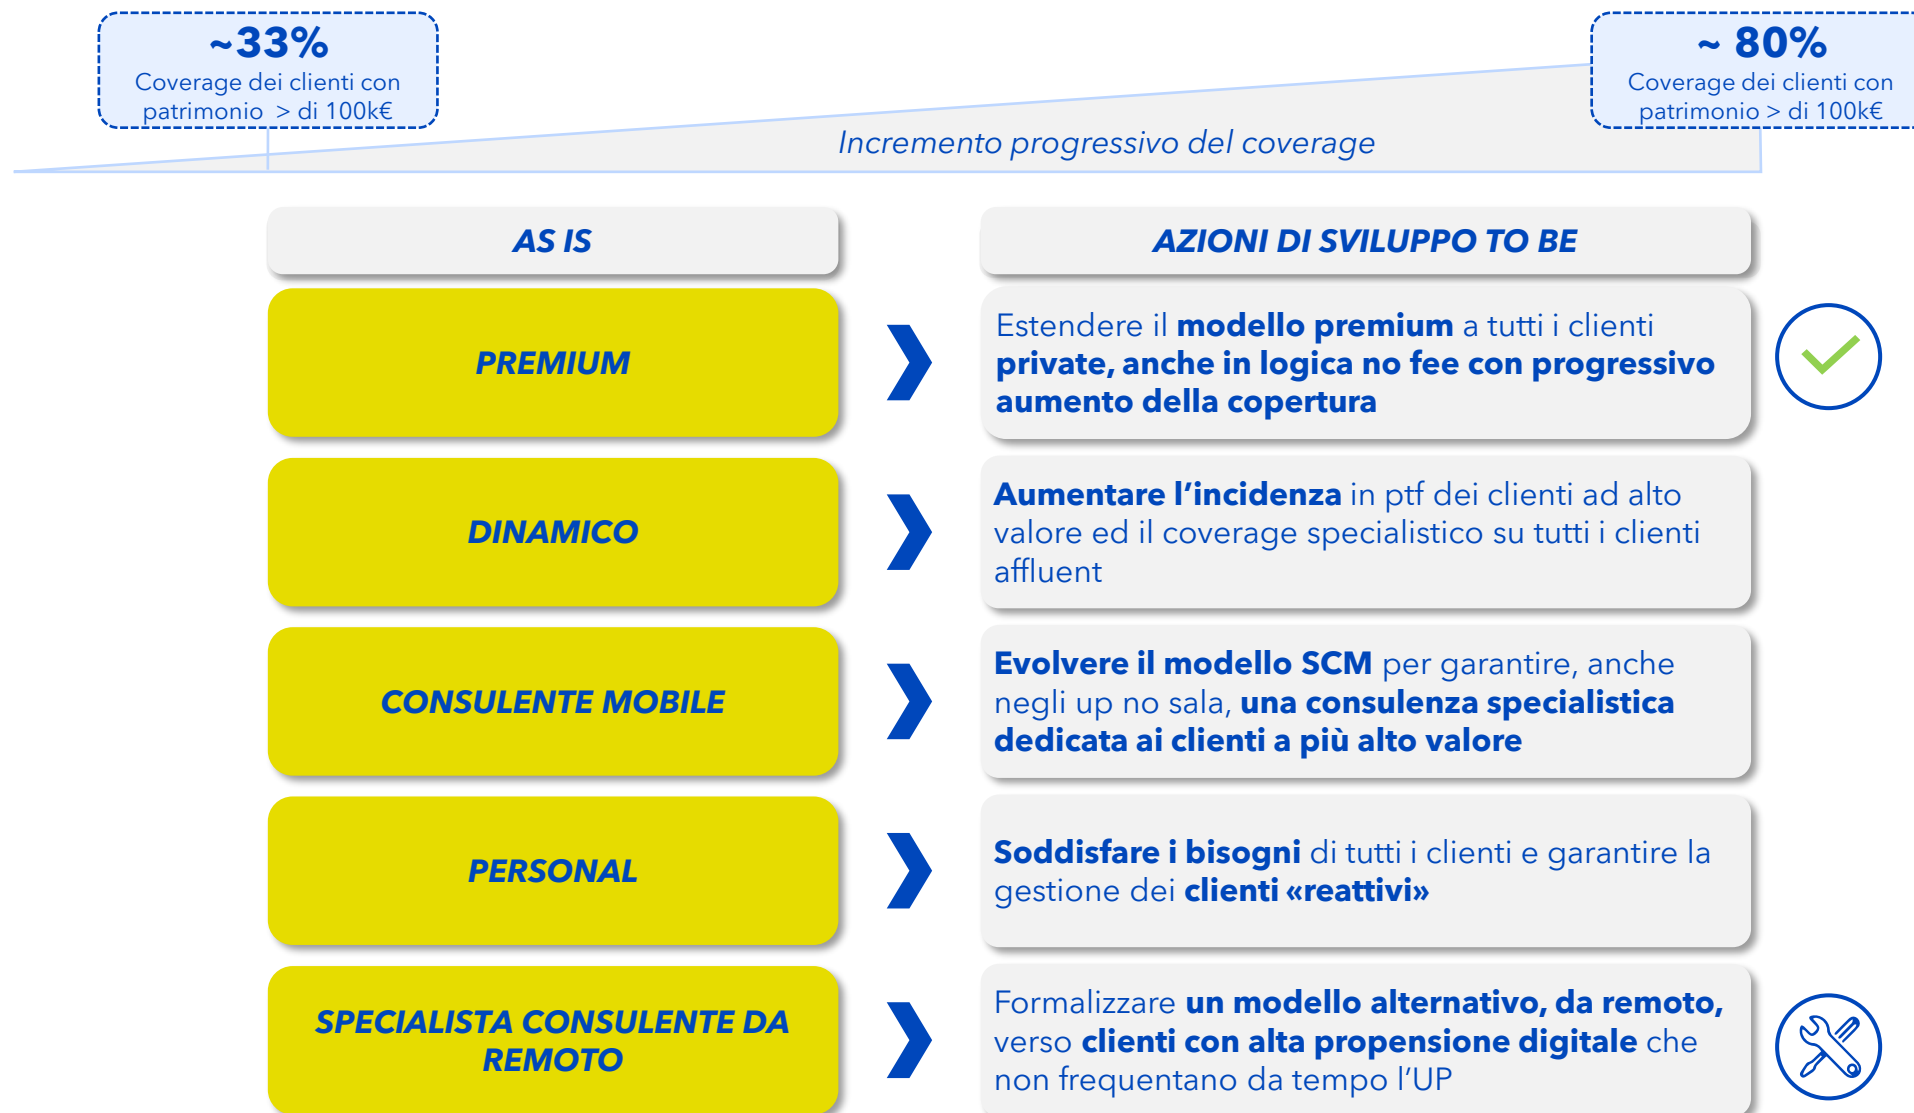 ~33%
Coverage dei clienti con
patrimonio > di 100k€
~ 80%
Coverage dei clienti con
patrimonio > di 100k€
Incremento progressivo del coverage
AS IS
AZIONI DI SVILUPPO TO BE
PREMIUM
Estendere il modello premium a tutti i clienti
private, anche in logica no fee con progressivo
aumento della copertura
DINAMICO
Aumentare l’incidenza in ptf dei clienti ad alto
valore ed il coverage specialistico su tutti i clienti
affluent
CONSULENTE MOBILE
Evolvere il modello SCM per garantire, anche
negli up no sala, una consulenza specialistica
dedicata ai clienti a più alto valore
PERSONAL
Soddisfare i bisogni di tutti i clienti e garantire la
gestione dei clienti «reattivi»
SPECIALISTA CONSULENTE DA
REMOTO
Formalizzare un modello alternativo, da remoto,
verso clienti con alta propensione digitale che
non frequentano da tempo l’UP